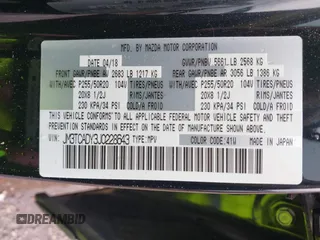 MFD. BY MAZDA MOTOR CORPORATION
DATE 04/18 GVWR/PNBV 5661 LB 2568 KG
FRONT GAWR/PNBE AV 2683 LB 1217 KG REAR GAWR/PNBE AR 3056 LB 1386 KG
WITH/AVEC P255/50R20 104V TIRES/PNEUS WITH/AVEC P255/50R20 104V TIRES/PNEUS
20X8 1/2J RIMS/JANTES 20X8 1/2J RIMS/JANTES
230 KPA/34 PSI COLD/A FROID 230 KPA/34 PSI COLD/A FROID
THIS VEHICLE CONFORMS TO ALL APPLICABLE FEDERAL MOTOR VEHICLE SAFETY, BUMPER, AND THEFT PREVENTION STANDARDS IN EFFECT ON THE DATE OF MANUFACTURE SHOWN ABOVE.
VIN: JM3TCADY3J0228643 TYPE:MPV COLOR CODE:41U MADE IN JAPAN
DREAMBID